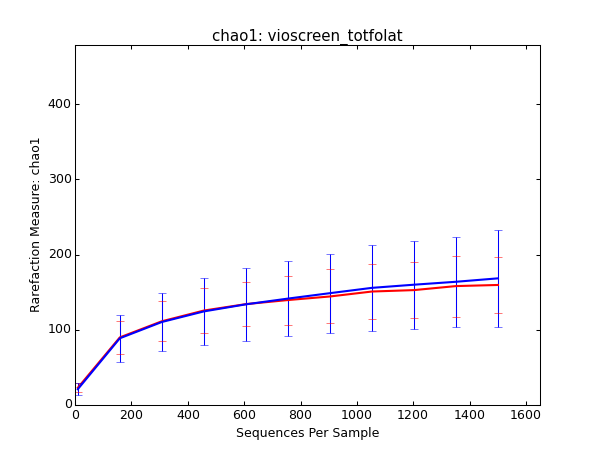 chao1: vioscreen_totfolat
400
300
200
100
0
0 200 400 600 800 1000 1200 1400 1600
Rarefaction Measure: chao1
Sequences Per Sample